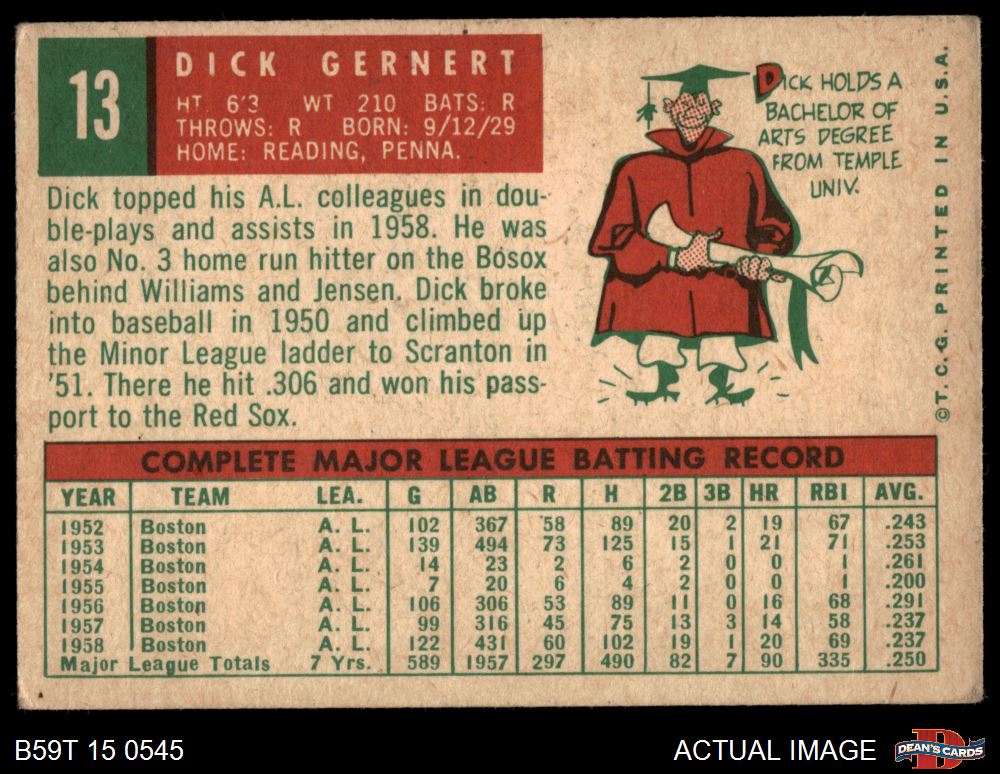 13
DICK GERNERT
HT. 6'3 WT 210 BATS: R
THROWS: R BORN: 9/12/29
HOME: READING, PENNA.
DICK HOLDS A
BACHELOR OF
ARTS DEGREE
FROM TEMPLE
UNIV.
Dick topped his A.L. colleagues in dou-
ble-plays and assists in 1958. He was
also No. 3 home run hitter on the Bosox
behind Williams and Jensen. Dick broke
into baseball in 1950 and climbed up
the Minor League ladder to Scranton in
'51. There he hit .306 and won his pass-
port to the Red Sox.
©T. C. G. PRINTED IN U.S.A.
COMPLETE MAJOR LEAGUE BATTING RECORD
YEAR TEAM LEA. G AB R H 2B 3B HR RBI AVG.
1952 Boston A. L. 102 367 58 89 20 2 19 67 .243
1953 Boston A. L. 139 494 73 125 15 1 21 71 .253
1954 Boston A. L. 14 23 2 6 2 0 0 1 .261
1955 Boston A. L. 7 20 6 4 2 0 0 1 .200
1956 Boston A. L. 106 306 53 89 11 0 16 68 .291
1957 Boston A. L. 99 316 45 75 13 3 14 58 .237
1958 Boston A. L. 122 431 60 102 19 1 20 69 .237
Major League Totals 7 Yrs. 589 1957 297 490 82 7 90 335 .250
B59T 15 0545
ACTUAL IMAGE
D
DEAN'S CARDS